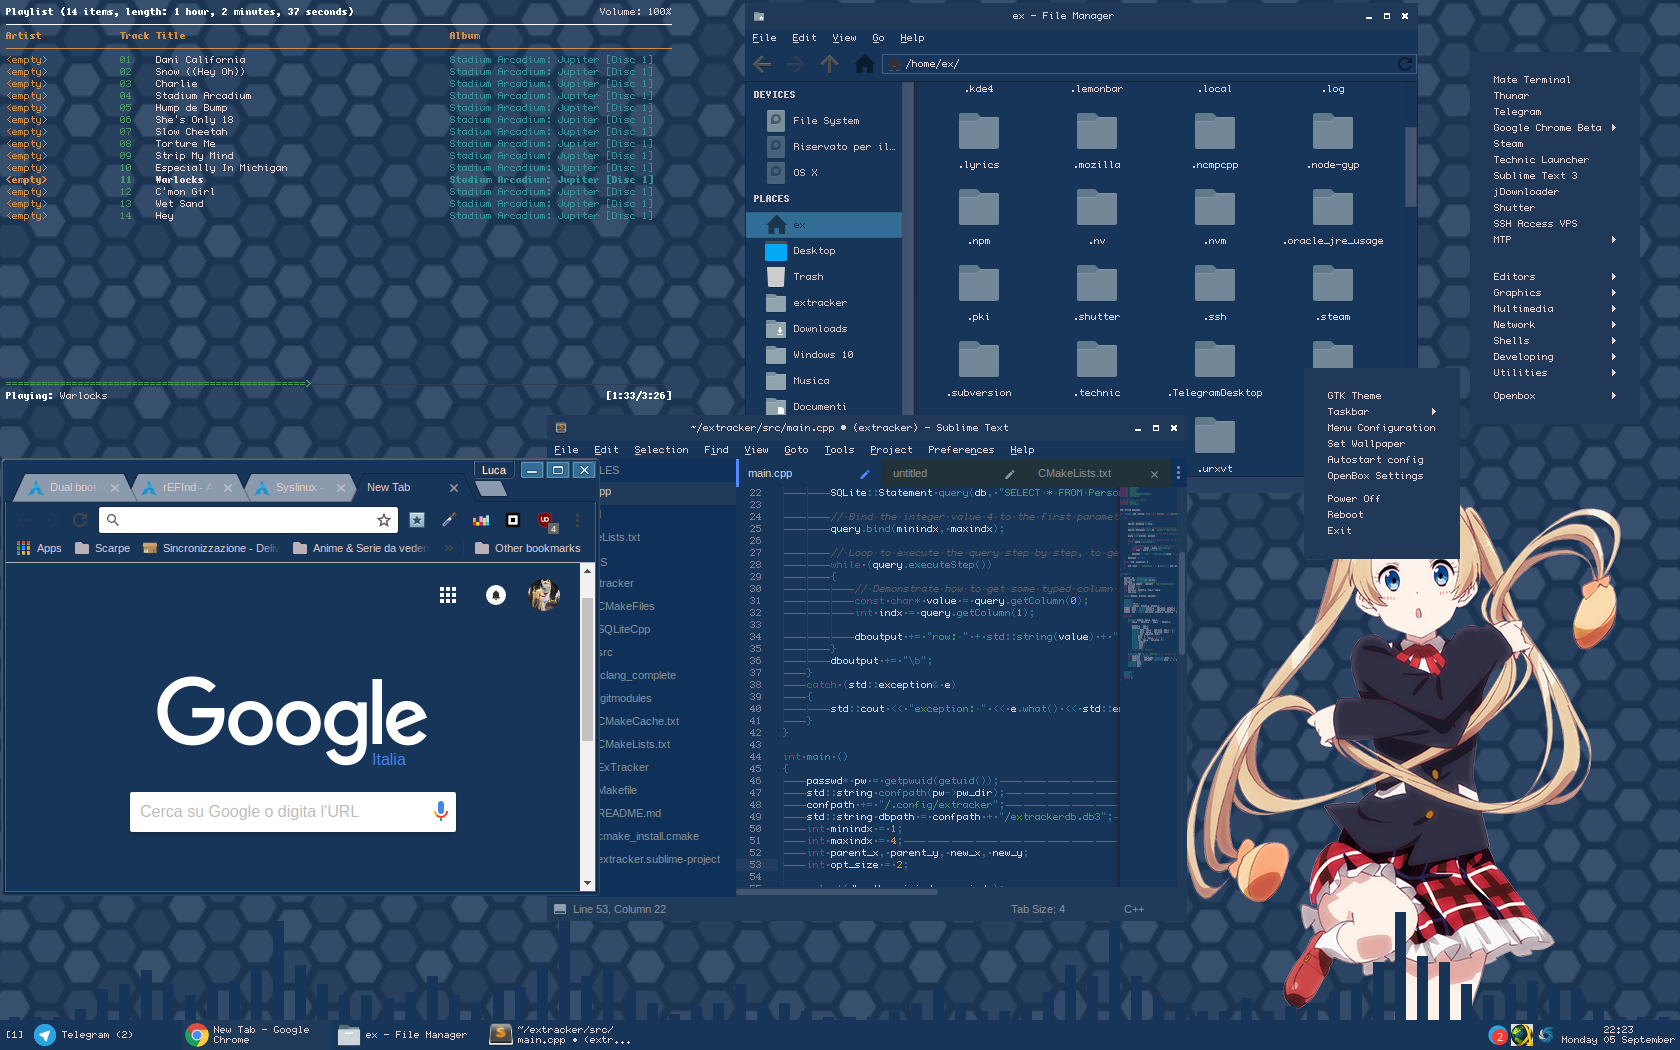 Playlist (14 items, length: 1 hour, 2 minutes, 37 seconds) Volume: 100%
Artist Track Title Album
<empty> 01 Dani California Stadium Arcadium: Jupiter [Disc 1]
<empty> 02 Snow ((Hey Oh)) Stadium Arcadium: Jupiter [Disc 1]
<empty> 03 Charlie Stadium Arcadium: Jupiter [Disc 1]
<empty> 04 Stadium Arcadium Stadium Arcadium: Jupiter [Disc 1]
<empty> 05 Hump de Bump Stadium Arcadium: Jupiter [Disc 1]
<empty> 06 She's Only 18 Stadium Arcadium: Jupiter [Disc 1]
<empty> 07 Slow Cheetah Stadium Arcadium: Jupiter [Disc 1]
<empty> 08 Torture Me Stadium Arcadium: Jupiter [Disc 1]
<empty> 09 Strip My Mind Stadium Arcadium: Jupiter [Disc 1]
<empty> 10 Especially In Michigan Stadium Arcadium: Jupiter [Disc 1]
<empty> 11 Warlocks Stadium Arcadium: Jupiter [Disc 1]
<empty> 12 C'mon Girl Stadium Arcadium: Jupiter [Disc 1]
<empty> 13 Wet Sand Stadium Arcadium: Jupiter [Disc 1]
<empty> 14 Hey Stadium Arcadium: Jupiter [Disc 1]
Playing: Warlocks [1:33/3:26]
ex - File Manager
File Edit View Go Help
/home/ex/
DEVICES
File System
Riservato per il...
OS X
PLACES
ex
Desktop
Trash
extracker
Downloads
Windows 10
Musica
Documenti
.kde4 .lemonbar .local .log
.lyrics .mozilla .ncmpcpp .node-gyp
.npm .nv .nvm .oracle_jre_usage
.pki .shutter .ssh .steam
.subversion .technic .TelegramDesktop
.urxvt
Mate Terminal
Thunar
Telegram
Google Chrome Beta
Steam
Technic Launcher
Sublime Text 3
jDownloader
Shutter
SSH Access VPS
MTP
Editors
Graphics
Multimedia
Network
Shells
Developing
Utilities
Openbox
GTK Theme
Taskbar
Menu Configuration
Set Wallpaper
Autostart config
OpenBox Settings
Power Off
Reboot
Exit
~/extracker/src/main.cpp • (extracker) - Sublime Text
File Edit Selection Find View Goto Tools Project Preferences Help
main.cpp untitled CMakeLists.txt
LES
pp
eLists.txt
S
tracker
CMakeFiles
SQLiteCpp
src
clang_complete
gitmodules
CMakeCache.txt
CMakeLists.txt
ExTracker
Makefile
README.md
cmake_install.cmake
extracker.sublime-project
22 SQLite::Statement query(db, "SELECT * FROM Perso
23
24 // Bind the integer value 4 to the first paramet
25 query.bind(minindx, maxindx);
26
27 // Loop to execute the query step by step, to ge
28 while (query.executeStep())
29 {
30 // Demonstrate how to get some typed column
31 const char* value = query.getColumn(0);
32 int indx = query.getColumn(1);
33
34 dboutput += "row: " + std::string(value) + "
35 }
36 dboutput += "\b";
37 }
38 catch (std::exception& e)
39 {
40 std::cout << "exception: " << e.what() << std::e
41 }
42 }
43
44 int main ()
45 {
46 passwd* pw = getpwuid(getuid());
47 std::string confpath(pw->pw_dir);
48 confpath += "/.config/extracker";
49 std::string dbpath = confpath + "/extrackerdb.db3";
50 int minindx = 1;
51 int maxindx = 4;
52 int parent_x, parent_y, new_x, new_y;
53 int opt_size = 2;
54
Line 53, Column 22 Tab Size: 4 C++
Luca
Dual boot rEFInd - A Syslinux - New Tab
4
Apps Scarpe Sincronizzazione - Deli Anime & Serie da veder » Other bookmarks
Google
Italia
Cerca su Google o digita l'URL
[1] Telegram (2) New Tab - Google Chrome ex - File Manager ~/extracker/src/main.cpp • (extr...
2
22:23
Monday 05 September